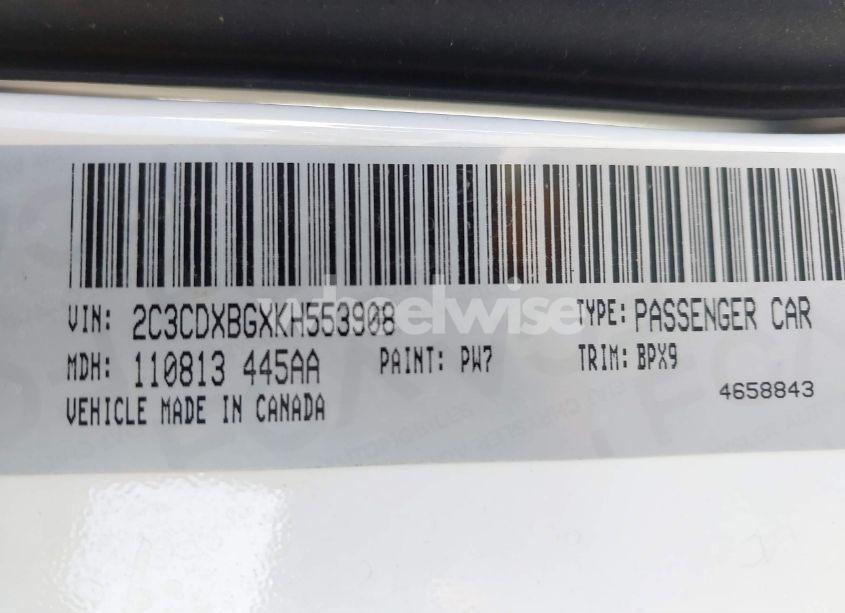 VIN: 2C3CDXBGXKH553908 TYPE: PASSENGER CAR
MDH: 110813 445AA PAINT: PW7 TRIM: BPX9
4658843
VEHICLE MADE IN CANADA
wheelwise